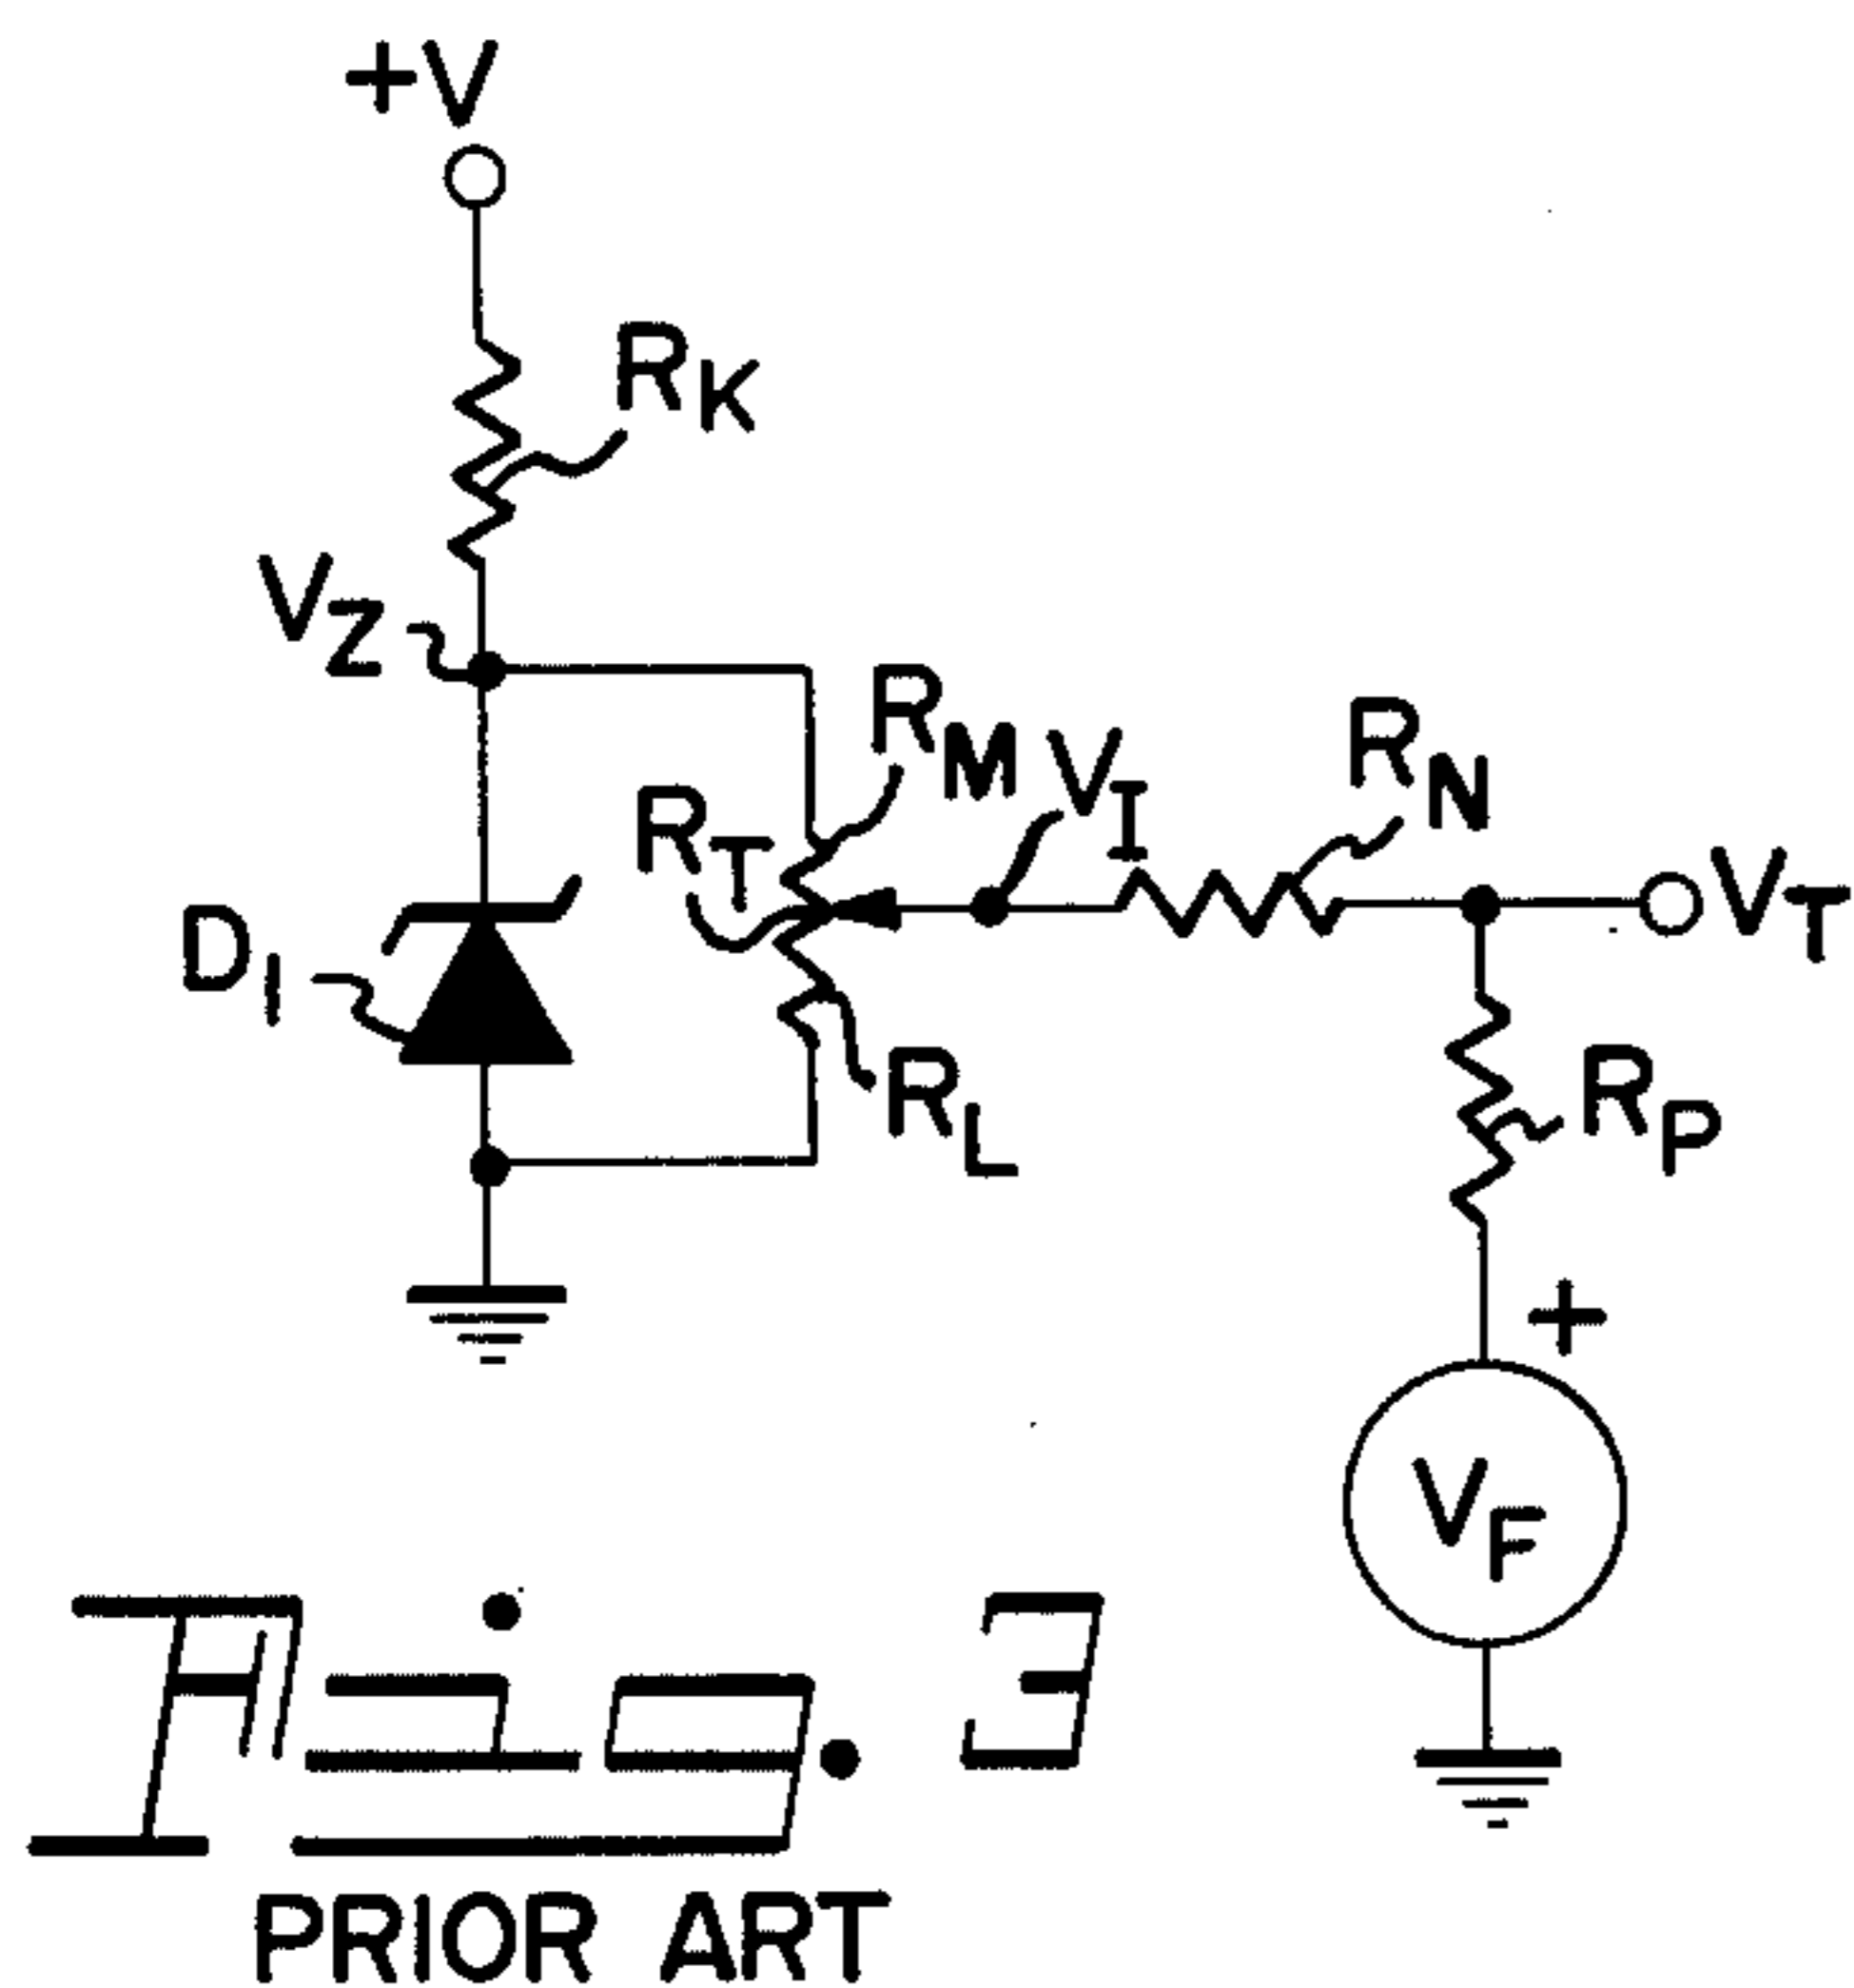 +V
RK
VZ
RM
VI
RN
RT
VT
D1
RL
RP
+
VF
Fig. 3
PRIOR ART